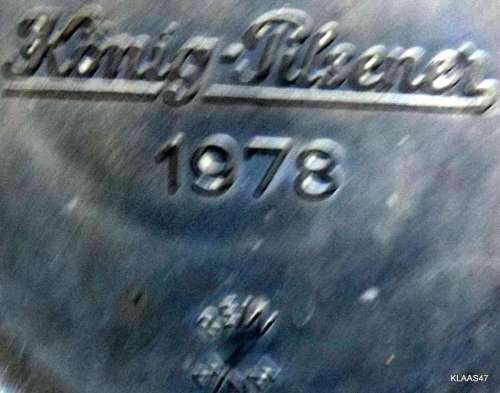 König-Pilsener
1978
KLAAS47